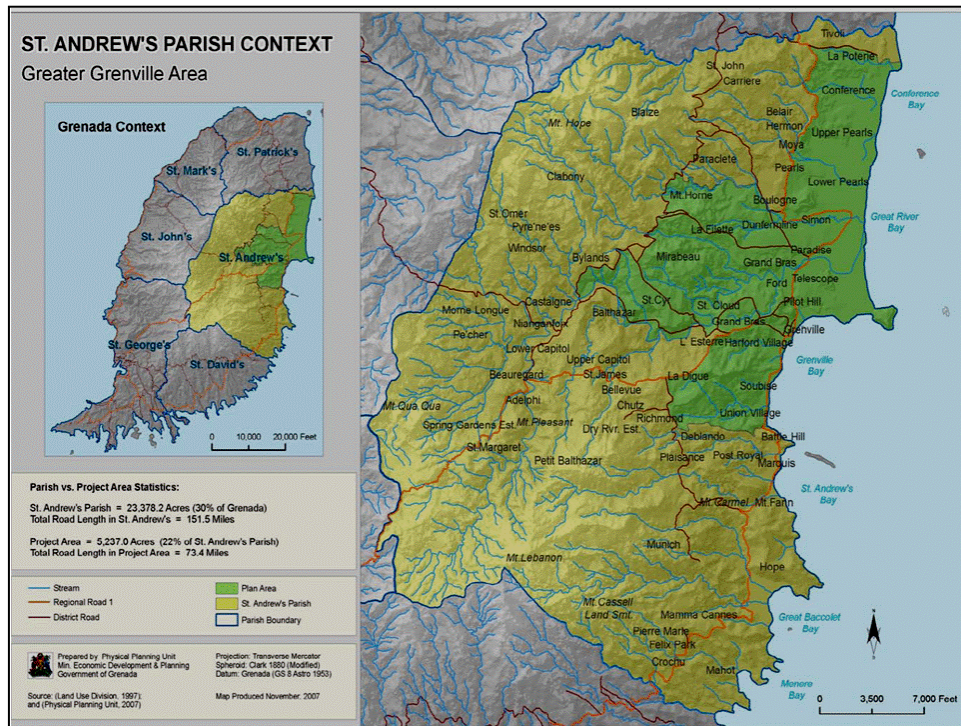 ST. ANDREW'S PARISH CONTEXT
Greater Grenville Area
Grenada Context
St. Patrick's
St. Mark's
St. John's
St. Andrew's
St. George's
St. David's
0 10,000 20,000 Feet
Parish vs. Project Area Statistics:
St. Andrew's Parish = 23,378.2 Acres (30% of Grenada)
Total Road Length in St. Andrew's = 151.5 Miles
Project Area = 5,237.0 Acres (22% of St. Andrew's Parish)
Total Road Length in Project Area = 73.4 Miles
Stream
Regional Road 1
District Road
Plan Area
St. Andrew's Parish
Parish Boundary
Prepared by Physical Planning Unit
Min. Economic Development & Planning
Government of Grenada
Projection: Transverse Mercator
Spheroid: Clark 1880 (Modified)
Datum: Grenada (GS 8 Astro 1953)
Source: (Land Use Division, 1997);
and (Physical Planning Unit, 2007)
Map Produced November, 2007
Tivoli
La Poterie
St. John
Carriere
Conference
Conference
Bay
Mt. Hope
Blaize
Belair
Hermon
Upper Pearls
Moya
Paraclete
Pearls
Clabony
Lower Pearls
Mt.Horne
Boulogne
St.Omer
Pyre'ne'es
La Fillette
Dunfermline
Simon
Great River
Bay
Windsor
Bylands
Mirabeau
Paradise
Grand Bras
Telescope
Ford
Castaigne
St.Cyr
St. Cloud
Pilot Hill
Morne Longue
Balthazar
Nianganfoix
Grand Bras
Grenville
Pe'cher
L' Esterre
Harford Village
Lower Capitol
Upper Capitol
Grenville
Bay
Beauregard
St.James
La Digue
Mt Qua Qua
Bellevue
Soubise
Adelphi
Chutz
Spring Gardens Est.
Mt.Pleasant
Richmond
Union Village
Dry Rvr. Est.
Deblando
Battle Hill
St. Margaret
Plaisance
Post Royal
Petit Balthazar
Marquis
St. Andrew's
Bay
Mt.Carmel
Mt.Fann
Munich
Mt.Lebanon
Hope
Mt.Cassell
Land Smt.
Mamma Cannes
Great Baccolet
Bay
Pierre Marie
Felix Park
Crochu
Mahot
Menere
Bay
N
0 3,500 7,000 Feet